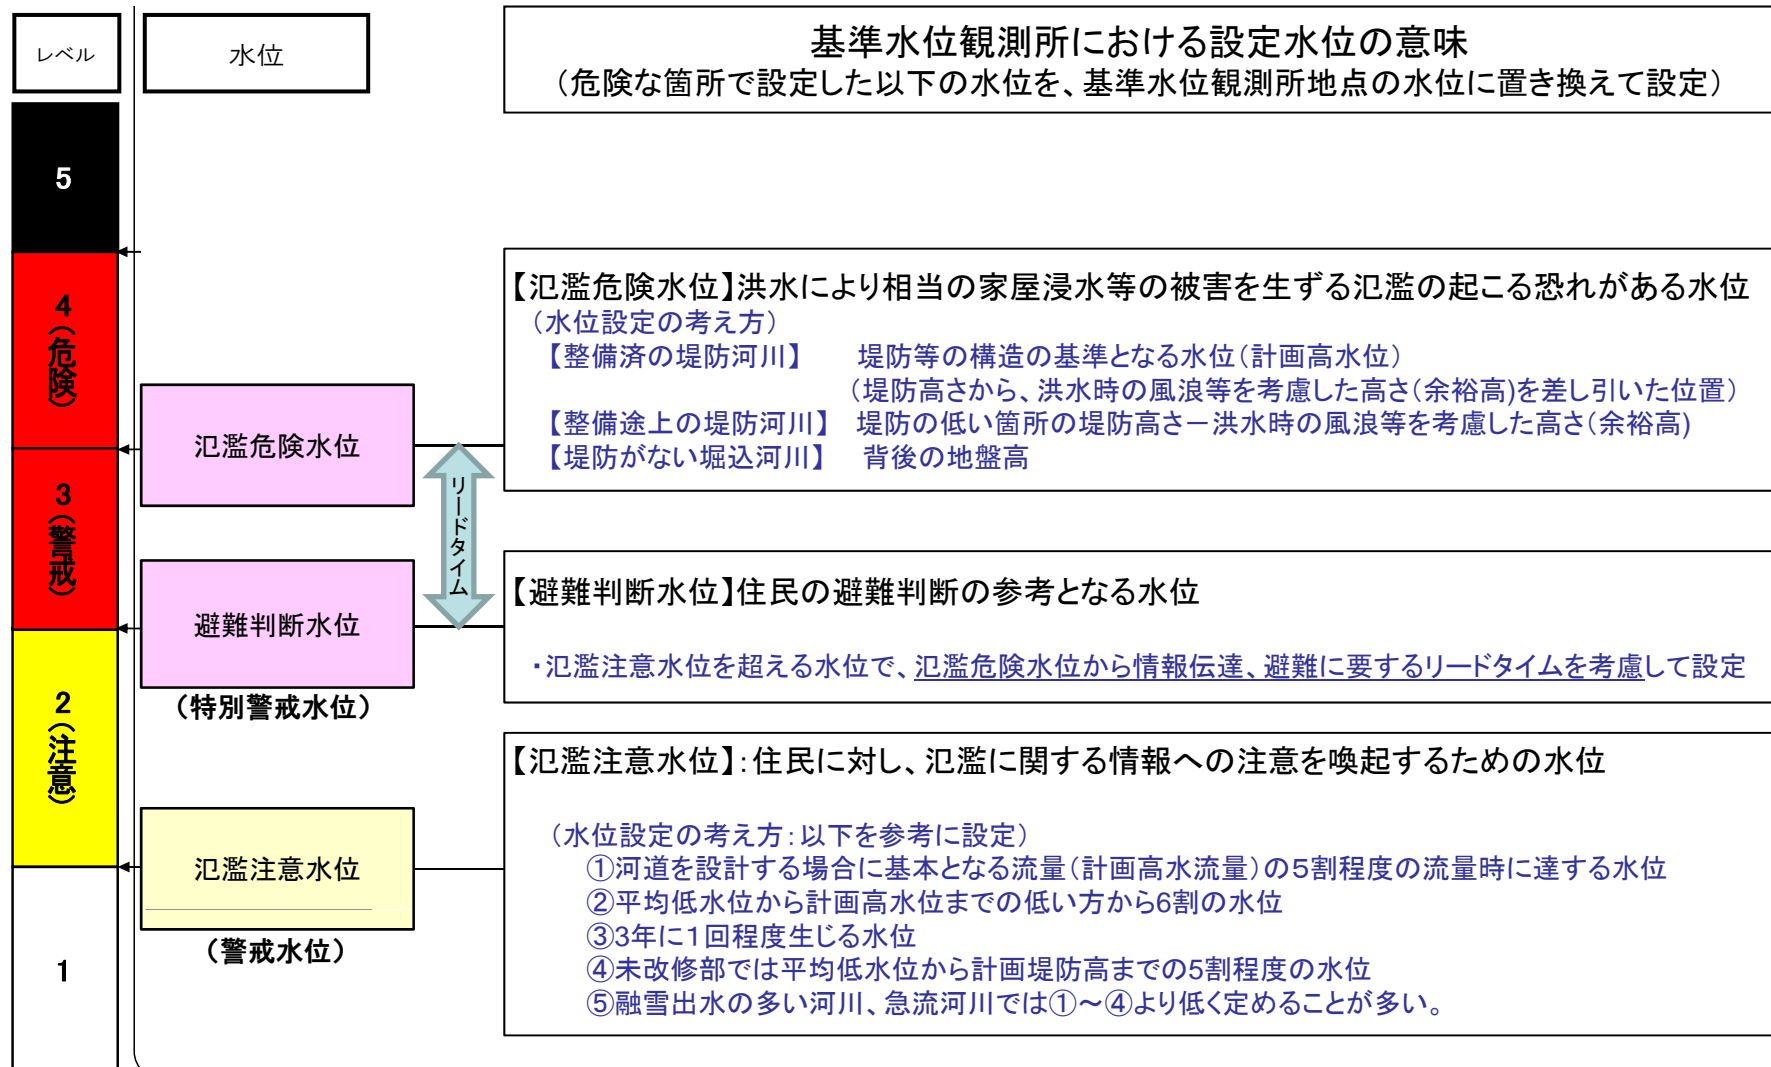 レベル
水位
基準水位観測所における設定水位の意味
（危険な箇所で設定した以下の水位を、基準水位観測所地点の水位に置き換えて設定）
5
4（危険）
3（警戒）
2（注意）
1
氾濫危険水位
リードタイム
避難判断水位
（特別警戒水位）
氾濫注意水位
（警戒水位）
【氾濫危険水位】洪水により相当の家屋浸水等の被害を生ずる氾濫の起こる恐れがある水位
（水位設定の考え方）
【整備済の堤防河川】　堤防等の構造の基準となる水位（計画高水位）
（堤防高さから、洪水時の風浪等を考慮した高さ（余裕高）を差し引いた位置）
【整備途上の堤防河川】　堤防の低い箇所の堤防高さ－洪水時の風浪等を考慮した高さ（余裕高）
【堤防がない堀込河川】　背後の地盤高
【避難判断水位】住民の避難判断の参考となる水位
・氾濫注意水位を超える水位で、氾濫危険水位から情報伝達、避難に要するリードタイムを考慮して設定
【氾濫注意水位】：住民に対し、氾濫に関する情報への注意を喚起するための水位
（水位設定の考え方：以下を参考に設定）
①河道を設計する場合に基本となる流量（計画高水流量）の５割程度の流量時に達する水位
②平均低水位から計画高水位までの低い方から6割の水位
③3年に１回程度生じる水位
④未改修部では平均低水位から計画堤防高までの5割程度の水位
⑤融雪出水の多い河川、急流河川では①～④より低く定めることが多い。